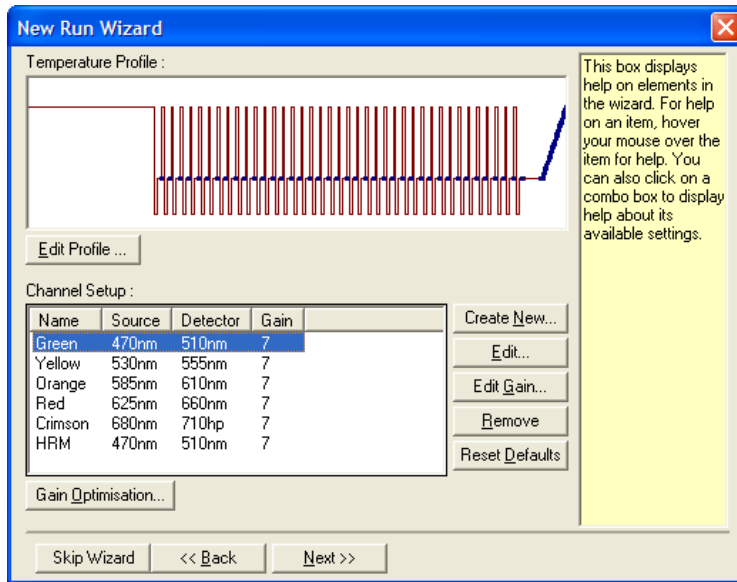 New Run Wizard
Temperature Profile :
Edit Profile ...
Channel Setup :
Name Source Detector Gain
Green 470nm 510nm 7
Yellow 530nm 555nm 7
Orange 585nm 610nm 7
Red 625nm 660nm 7
Crimson 680nm 710hp 7
HRM 470nm 510nm 7
Create New...
Edit...
Edit Gain...
Remove
Reset Defaults
Gain Optimisation...
Skip Wizard
<< Back
Next >>
This box displays
help on elements in
the wizard. For help
on an item, hover
your mouse over the
item for help. You
can also click on a
combo box to display
help about its
available settings.